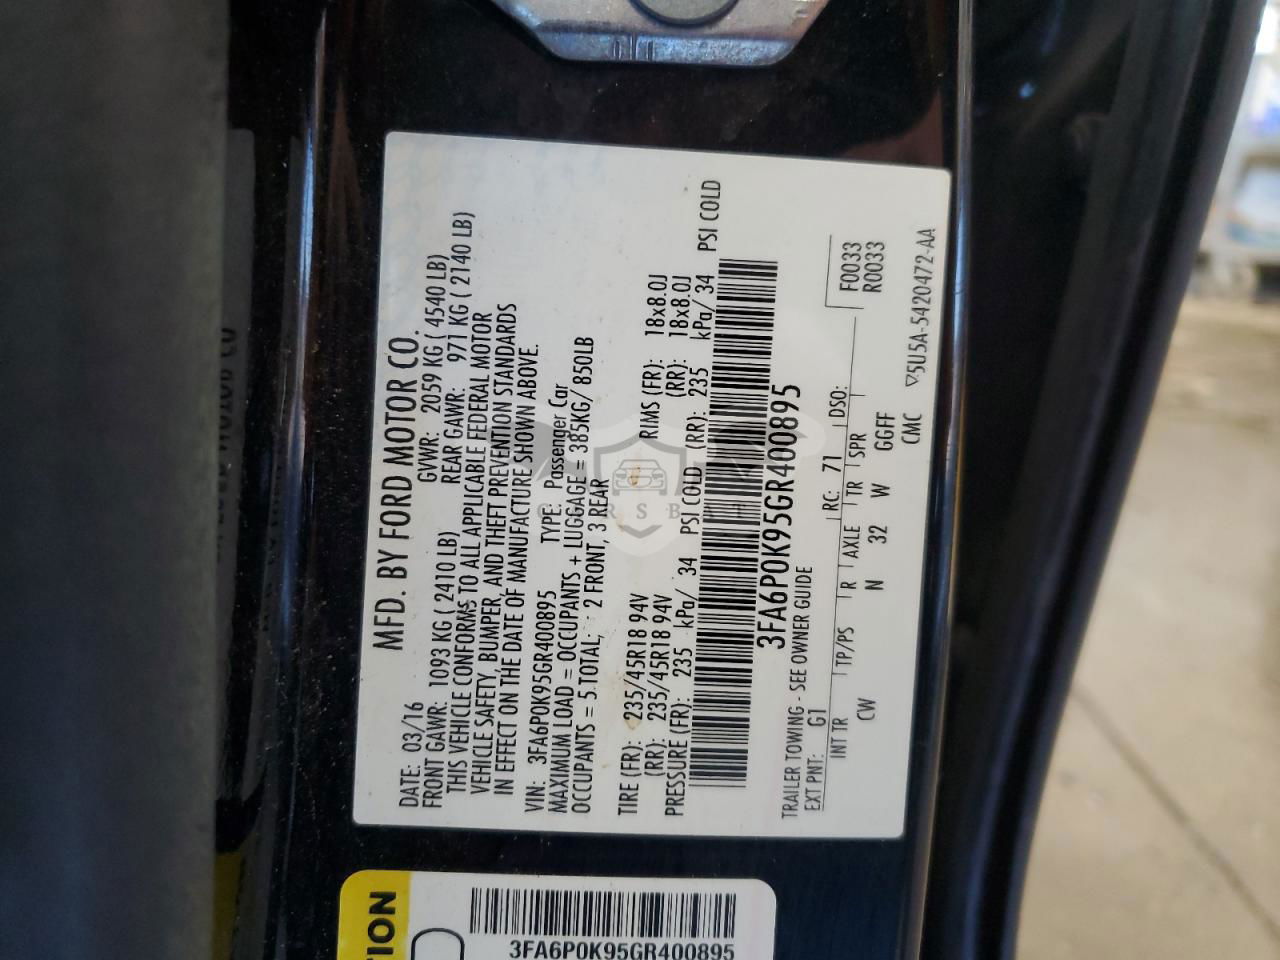 MFD. BY FORD MOTOR CO.
DATE: 03/16 GVWR: 2059 KG ( 4540 LB)
FRONT GAWR: 1093 KG ( 2410 LB) REAR GAWR: 971 KG ( 2140 LB)
THIS VEHICLE CONFORMS TO ALL APPLICABLE FEDERAL MOTOR
VEHICLE SAFETY, BUMPER, AND THEFT PREVENTION STANDARDS
IN EFFECT ON THE DATE OF MANUFACTURE SHOWN ABOVE.
VIN: 3FA6P0K95GR400895 TYPE: Passenger Car
MAXIMUM LOAD = OCCUPANTS + LUGGAGE = 385KG/ 850LB
OCCUPANTS = 5 TOTAL, 2 FRONT, 3 REAR
TIRE (FR): 235/45R18 94V RIMS (FR): 18x8.0J
(RR): 235/45R18 94V (RR): 18x8.0J
PRESSURE (FR): 235 kPa/ 34 PSI COLD (RR): 235 kPa/ 34 PSI COLD
3FA6P0K95GR400895
TRAILER TOWING - SEE OWNER GUIDE
EXT PNT: G1 RC: 71 DSO: F0033
R0033
INT TR TP/PS R AXLE TR SPR
CW N 32 W GGFF
CMC ▽5U5A-5420472-AA
TION
3FA6P0K95GR400895